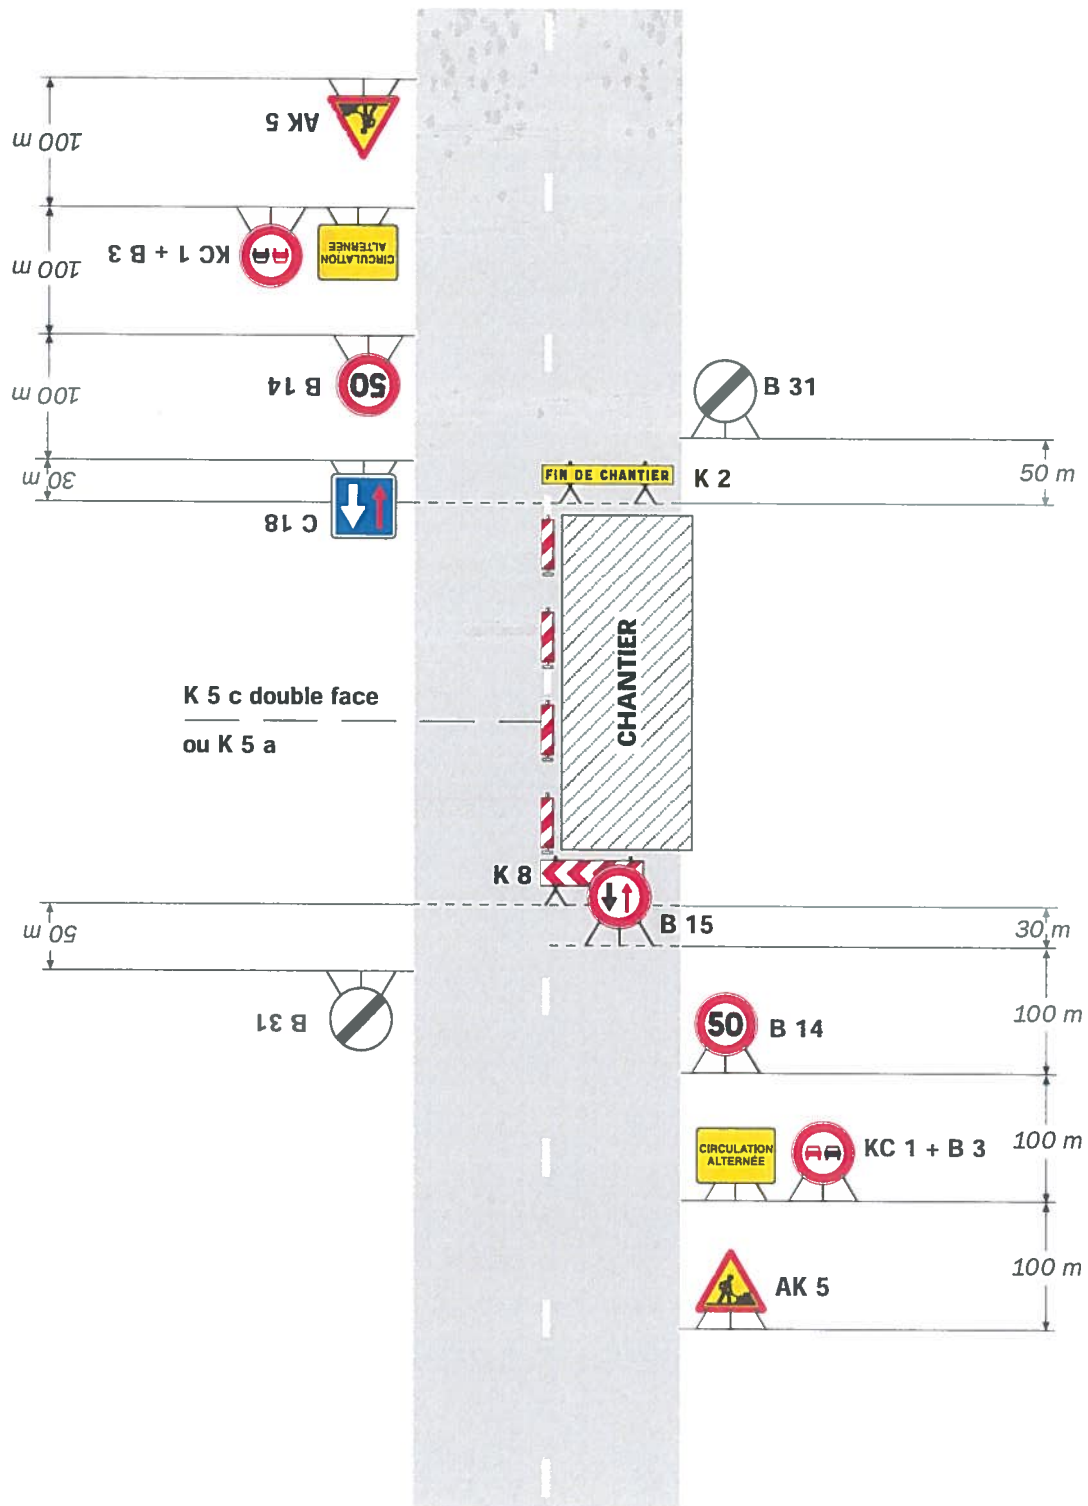 AK 5
100 m
KC 1 + B 3
CIRCULATION
ALTERNÉE
100 m
B 14
50
100 m
B 31
30 m
FIN DE CHANTIER
K 2
50 m
C 18
CHANTIER
K 5 c double face
ou K 5 a
K 8
B 15
50 m
30 m
B 31
50
B 14
100 m
CIRCULATION
ALTERNÉE
KC 1 + B 3
100 m
AK 5
100 m